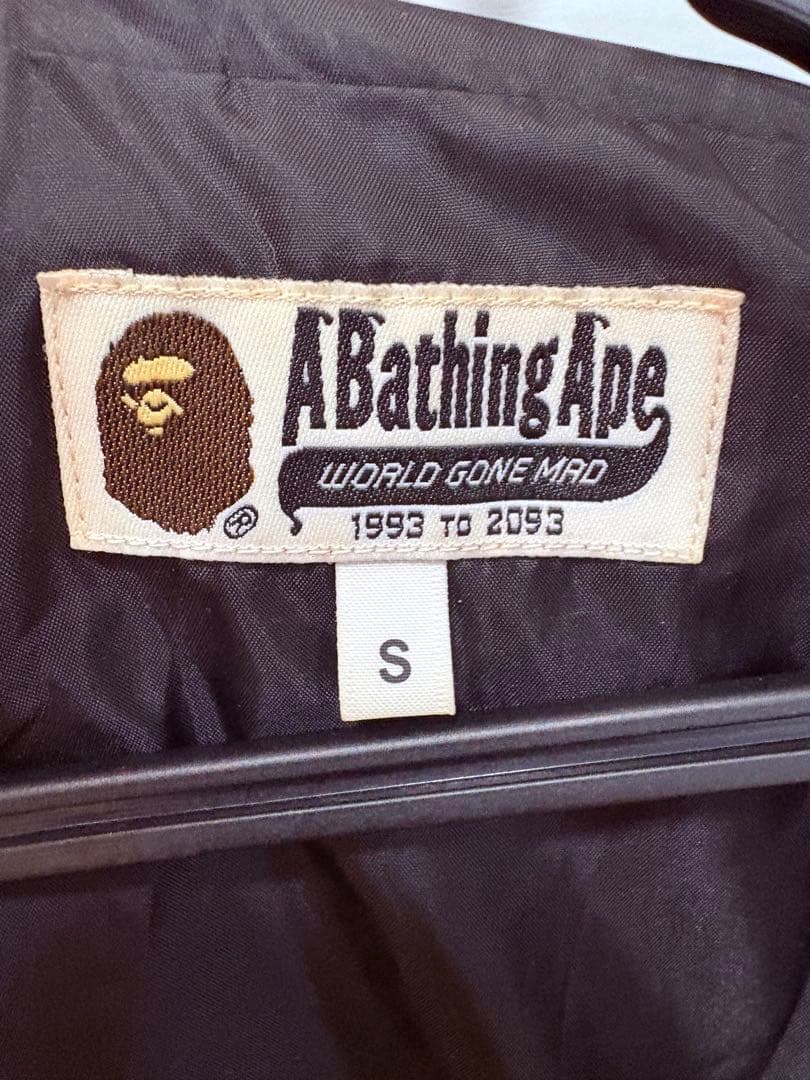 A Bathing Ape
WORLD GONE MAD
®
1993 TO 2093
S